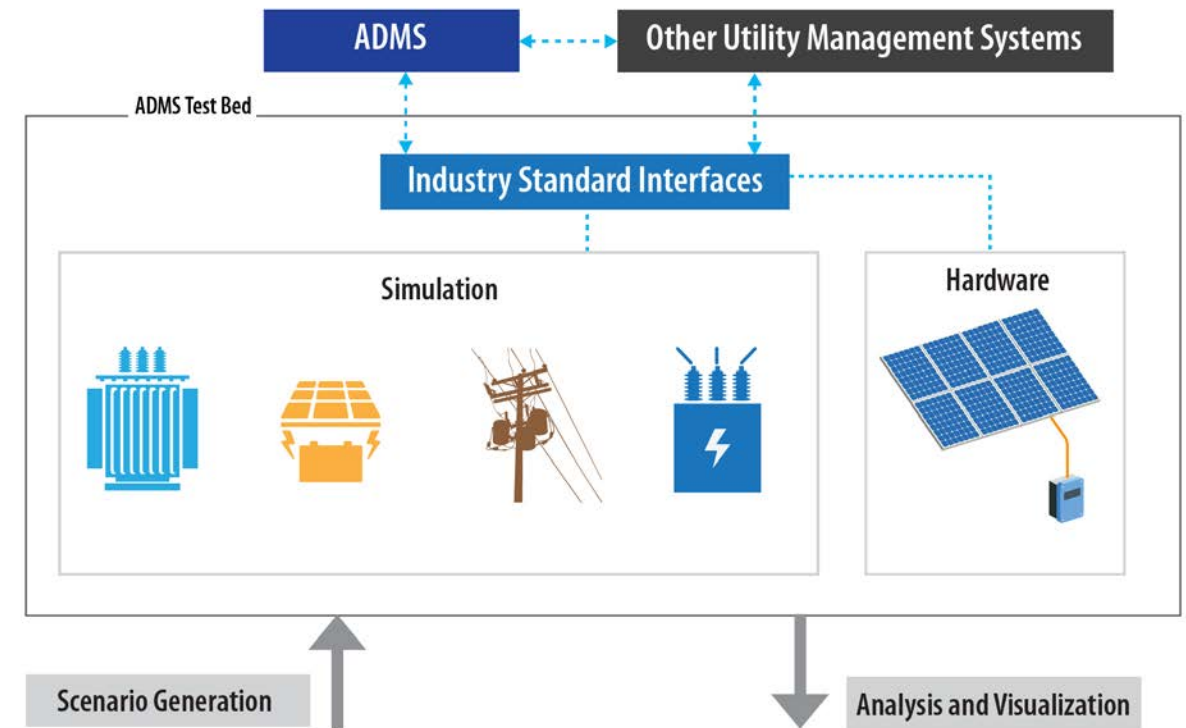 ADMS
Other Utility Management Systems
ADMS Test Bed
Industry Standard Interfaces
Simulation
Hardware
Scenario Generation
Analysis and Visualization